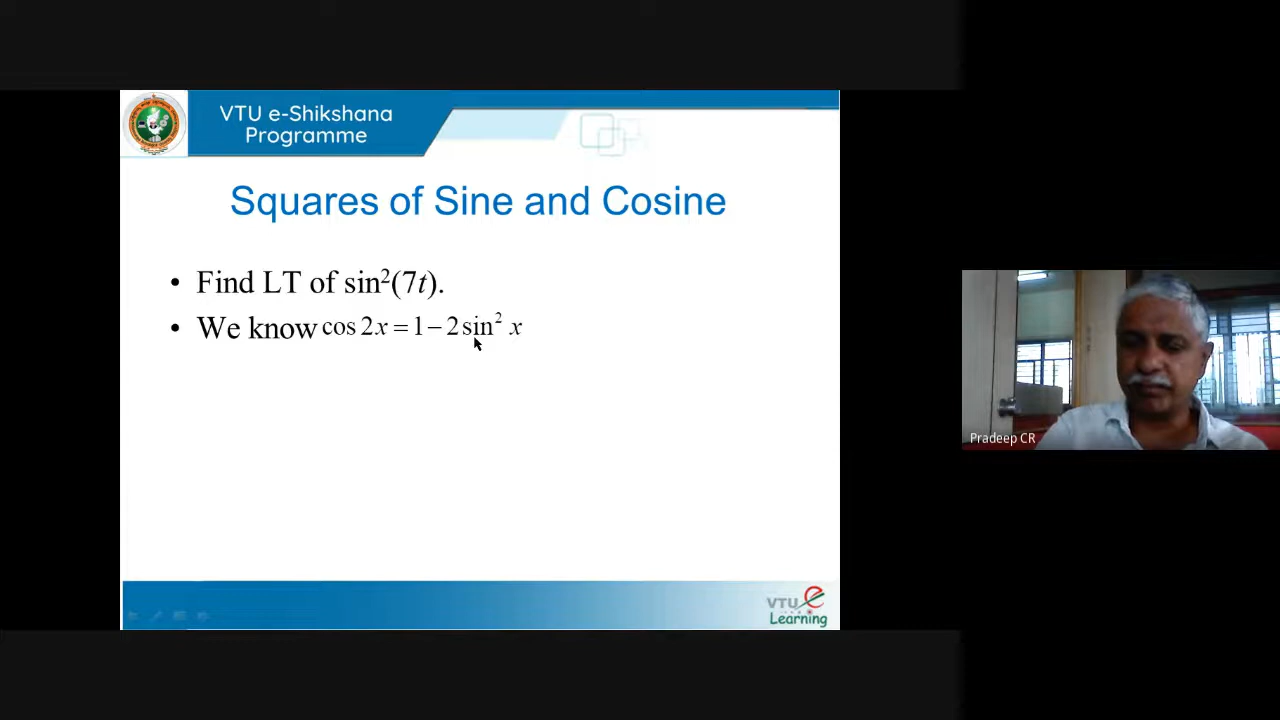 VTU e-Shikshana
Programme
Squares of Sine and Cosine
• Find LT of sin²(7t).
• We know cos 2x = 1 − 2 sin² x
Pradeep CR
VTU e
Learning